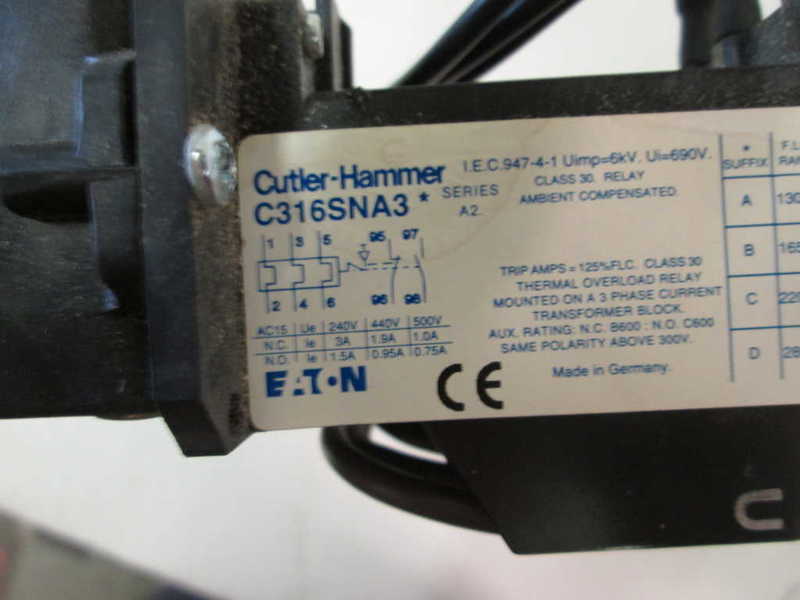 Cutler-Hammer
C316SNA3 *
SERIES
A2.
I.E.C.947-4-1 Uimp=6kV. Ui=690V.
CLASS 30. RELAY
AMBIENT COMPENSATED.
1 3 5 95 97
2 4 6 96 98
AC15 Ue 240V 440V 500V
N.C. Ie 3A 1.9A 1.0A
N.O. Ie 1.5A 0.95A 0.75A
EATON
CE
TRIP AMPS = 125%FLC. CLASS 30
THERMAL OVERLOAD RELAY
MOUNTED ON A 3 PHASE CURRENT
TRANSFORMER BLOCK.
AUX. RATING: N.C. B600 : N.O. C600
SAME POLARITY ABOVE 300V.
Made in Germany.
*
SUFFIX
A 130
B
C 220
D